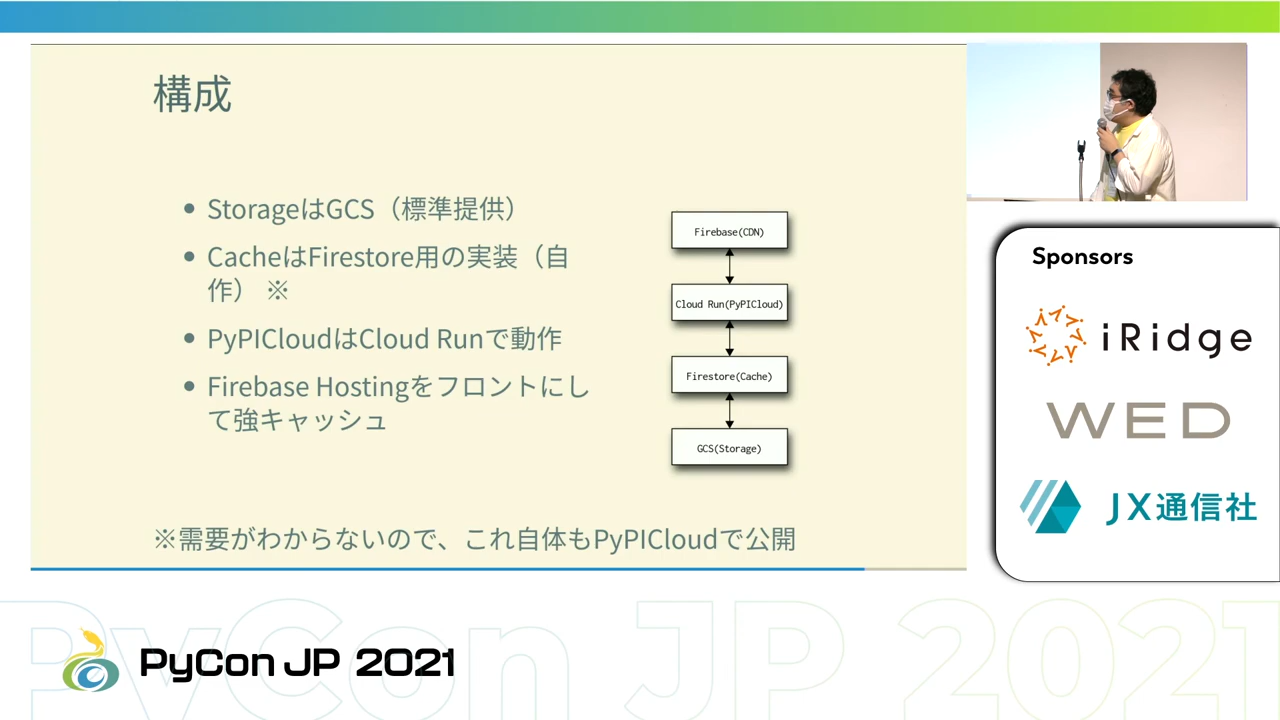 構成
StorageはGCS（標準提供）
CacheはFirestore用の実装（自
作） ※
PyPICloudはCloud Runで動作
Firebase Hostingをフロントにし
て強キャッシュ
Firebase(CDN)
Cloud Run(PyPICloud)
Firestore(Cache)
GCS(Storage)
※需要がわからないので、これ自体もPyPICloudで公開
Sponsors
iRidge
WED
JX通信社
PyCon JP 2021
PyCon JP 2021